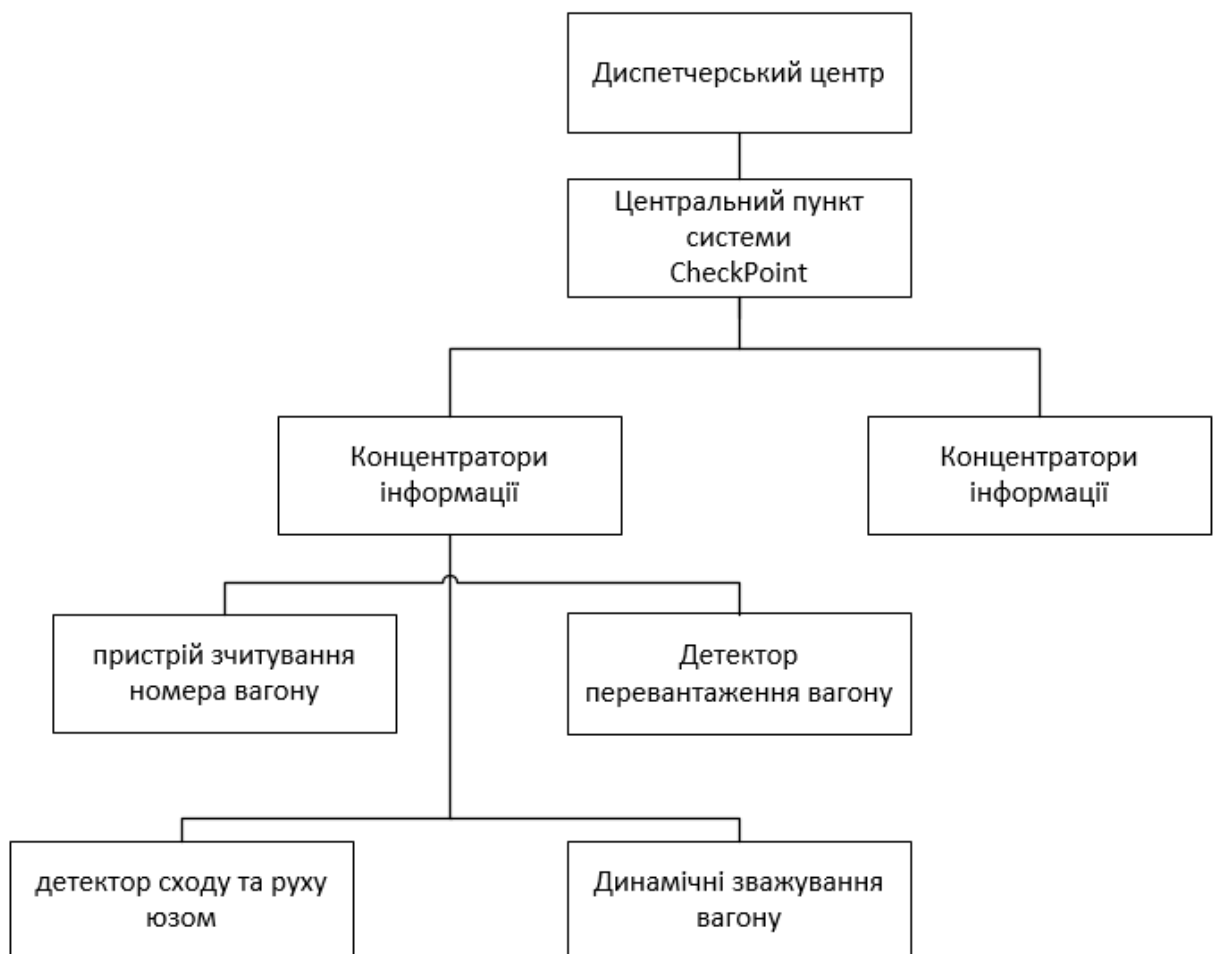 Диспетчерський центр
Центральний пункт
системи
CheckPoint
Концентратори
інформації
Концентратори
інформації
пристрій зчитування
номера вагону
Детектор
перевантаження вагону
детектор сходу та руху
юзом
Динамічні зважування
вагону